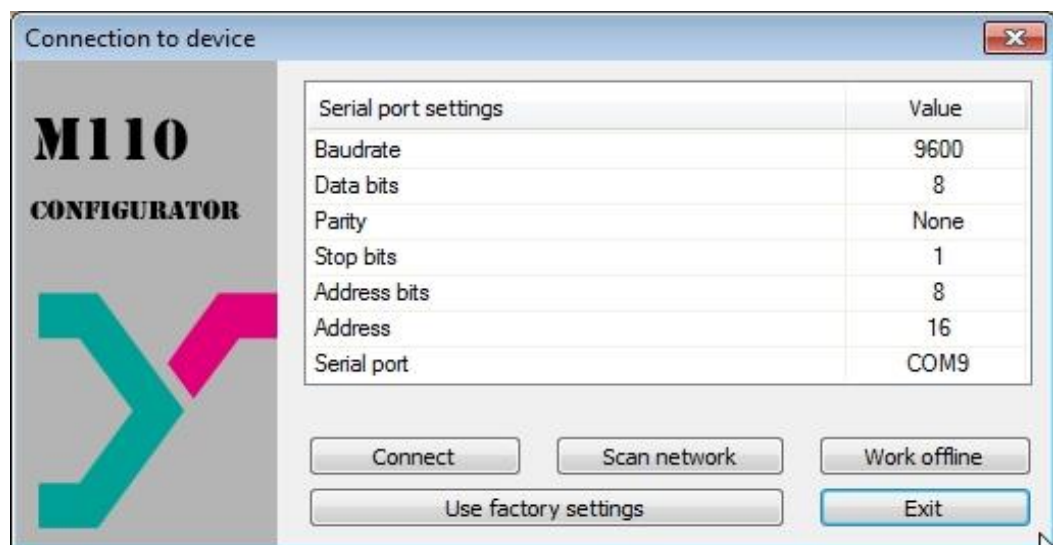 Connection to device
M110
CONFIGURATOR
Serial port settings Value
Baudrate 9600
Data bits 8
Parity None
Stop bits 1
Address bits 8
Address 16
Serial port COM9
Connect Scan network Work offline
Use factory settings Exit